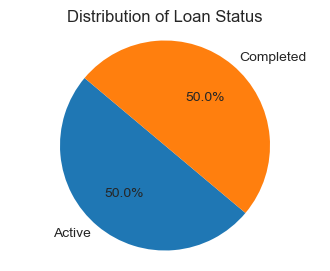 Distribution of Loan Status
Completed
50.0%
50.0%
Active